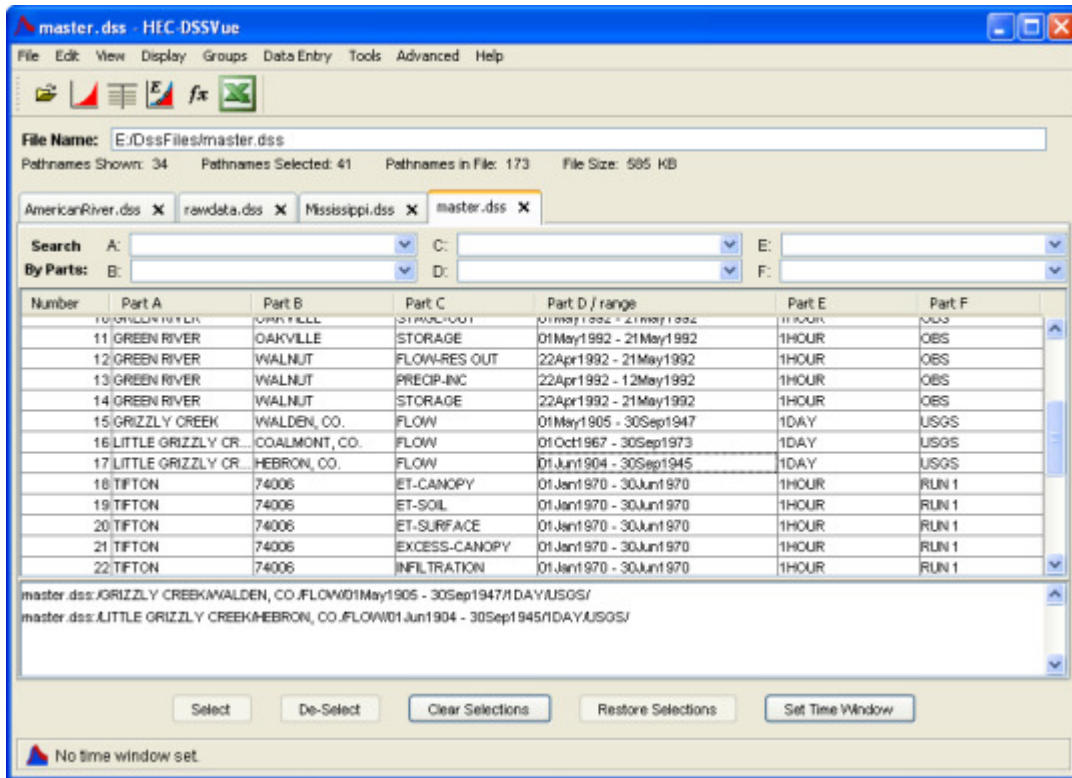 master.dss - HEC-DSSVue
File Edit View Display Groups Data Entry Tools Advanced Help
File Name: E:/DssFiles/master.dss
Pathnames Shown: 34 Pathnames Selected: 41 Pathnames in File: 173 File Size: 585 KB
AmericanRiver.dss rawdata.dss Mississippi.dss master.dss
Search A: C: E:
By Parts: B: D: F:
Number Part A Part B Part C Part D / range Part E Part F
10 GREEN RIVER OAKVILLE STAGE-OUT 01May1992 - 21May1992 1HOUR OBS
11 GREEN RIVER OAKVILLE STORAGE 01May1992 - 21May1992 1HOUR OBS
12 GREEN RIVER WALNUT FLOW-RES OUT 22Apr1992 - 21May1992 1HOUR OBS
13 GREEN RIVER WALNUT PRECIP-INC 22Apr1992 - 12May1992 1HOUR OBS
14 GREEN RIVER WALNUT STORAGE 22Apr1992 - 21May1992 1HOUR OBS
15 GRIZZLY CREEK WALDEN, CO. FLOW 01May1905 - 30Sep1947 1DAY USGS
16 LITTLE GRIZZLY CR... COALMONT, CO. FLOW 01Oct1967 - 30Sep1973 1DAY USGS
17 LITTLE GRIZZLY CR... HEBRON, CO. FLOW 01Jun1904 - 30Sep1945 1DAY USGS
18 TIFTON 74006 ET-CANOPY 01Jan1970 - 30Jun1970 1HOUR RUN 1
19 TIFTON 74006 ET-SOIL 01Jan1970 - 30Jun1970 1HOUR RUN 1
20 TIFTON 74006 ET-SURFACE 01Jan1970 - 30Jun1970 1HOUR RUN 1
21 TIFTON 74006 EXCESS-CANOPY 01Jan1970 - 30Jun1970 1HOUR RUN 1
22 TIFTON 74006 INFILTRATION 01Jan1970 - 30Jun1970 1HOUR RUN 1
master.dss:/GRIZZLY CREEK/WALDEN, CO./FLOW/01May1905 - 30Sep1947/1DAY/USGS/
master.dss:/LITTLE GRIZZLY CREEK/HEBRON, CO./FLOW/01Jun1904 - 30Sep1945/1DAY/USGS/
Select De-Select Clear Selections Restore Selections Set Time Window
No time window set.